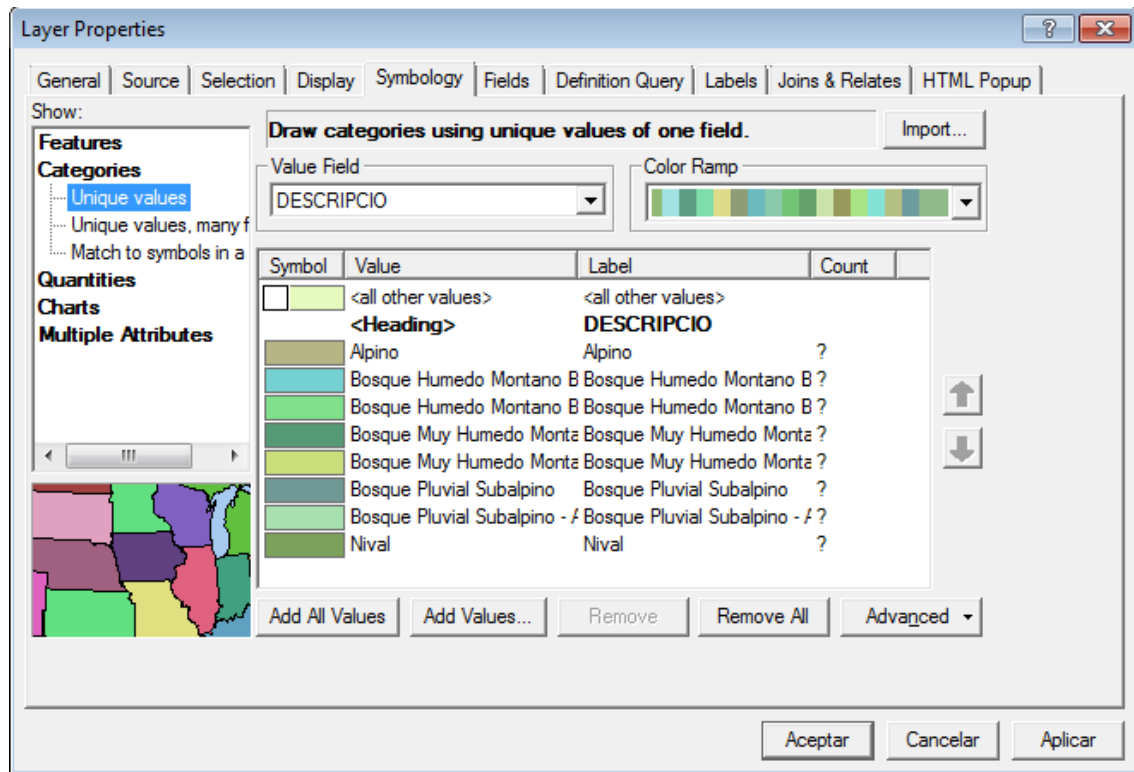 Layer Properties
General Source Selection Display Symbology Fields Definition Query Labels Joins & Relates HTML Popup
Show:
Features
Categories
Unique values
Unique values, many f
Match to symbols in a
Quantities
Charts
Multiple Attributes
Draw categories using unique values of one field.
Import...
Value Field
DESCRIPCIO
Color Ramp
Symbol Value Label Count
<all other values> <all other values>
<Heading> DESCRIPCIO
Alpino Alpino ?
Bosque Humedo Montano B Bosque Humedo Montano B ?
Bosque Humedo Montano B Bosque Humedo Montano B ?
Bosque Muy Humedo Monta Bosque Muy Humedo Monta ?
Bosque Muy Humedo Monta Bosque Muy Humedo Monta ?
Bosque Pluvial Subalpino Bosque Pluvial Subalpino ?
Bosque Pluvial Subalpino - A Bosque Pluvial Subalpino - A ?
Nival Nival ?
Add All Values Add Values... Remove Remove All Advanced
Aceptar Cancelar Aplicar